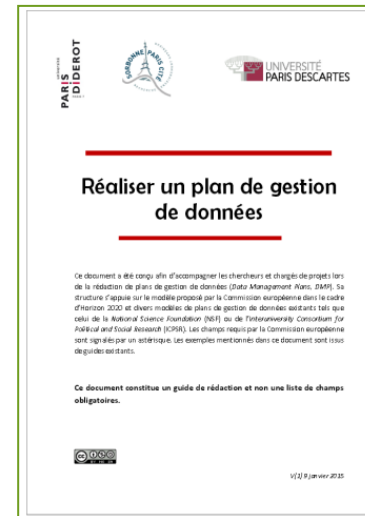 PARIS
DIDEROT
SORBONNE PARIS CITÉ
UNIVERSITÉ
PARIS DESCARTES
Réaliser un plan de gestion
de données
Ce document a été conçu afin d'accompagner les chercheurs et chargés de projets lors
de la rédaction de plans de gestion de données (Data Management Plans, DMP). Sa
structure s'appuie sur le modèle proposé par la Commission européenne dans le cadre
d'Horizon 2020 et divers modèles de plans de gestion de données existants tels que
celui de la National Science Foundation (NSF) ou de l'Interuniversity Consortium for
Political and Social Research (ICPSR). Les champs requis par la Commission européenne
sont signalés par un astérisque. Les exemples mentionnés dans ce document sont issus
de guides existants.
Ce document constitue un guide de rédaction et non une liste de champs
obligatoires.
V(1) 9 janvier 2015